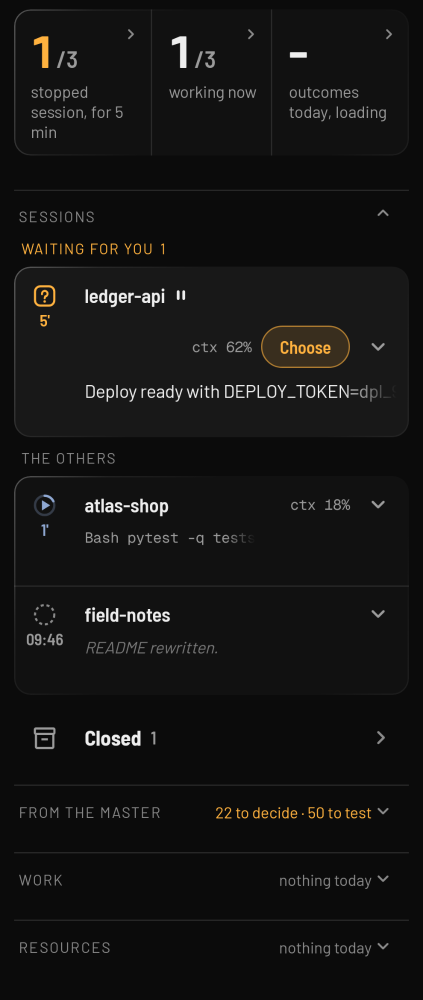 1 /3
stopped
session, for 5
min
1 /3
working now
–
outcomes
today, loading
SESSIONS
WAITING FOR YOU 1
ledger-api
5'
ctx 62%
Choose
Deploy ready with DEPLOY_TOKEN=dpl_
THE OTHERS
atlas-shop
ctx 18%
1'
Bash pytest -q tests
field-notes
09:46
README rewritten.
Closed 1
FROM THE MASTER
22 to decide · 50 to test
WORK
nothing today
RESOURCES
nothing today